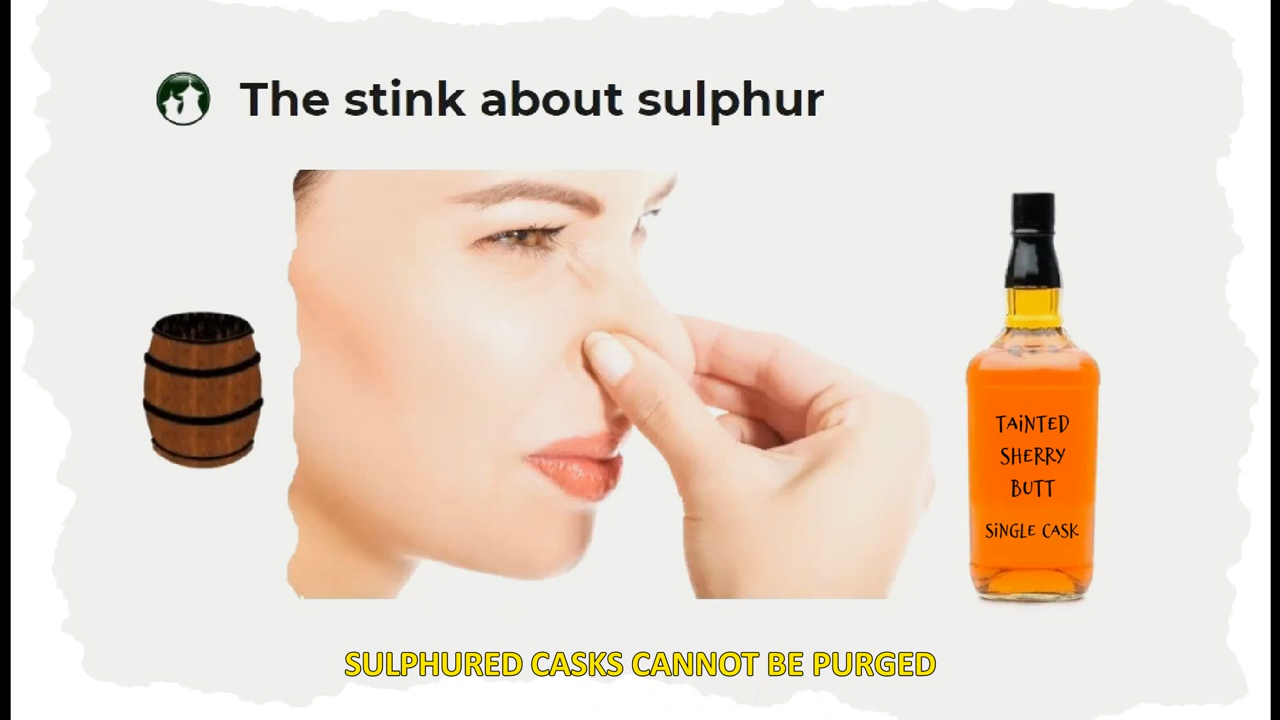 The stink about sulphur
TAiNTED
SHERRY
BUTT
SiNGLE CASK
SULPHURED CASKS CANNOT BE PURGED